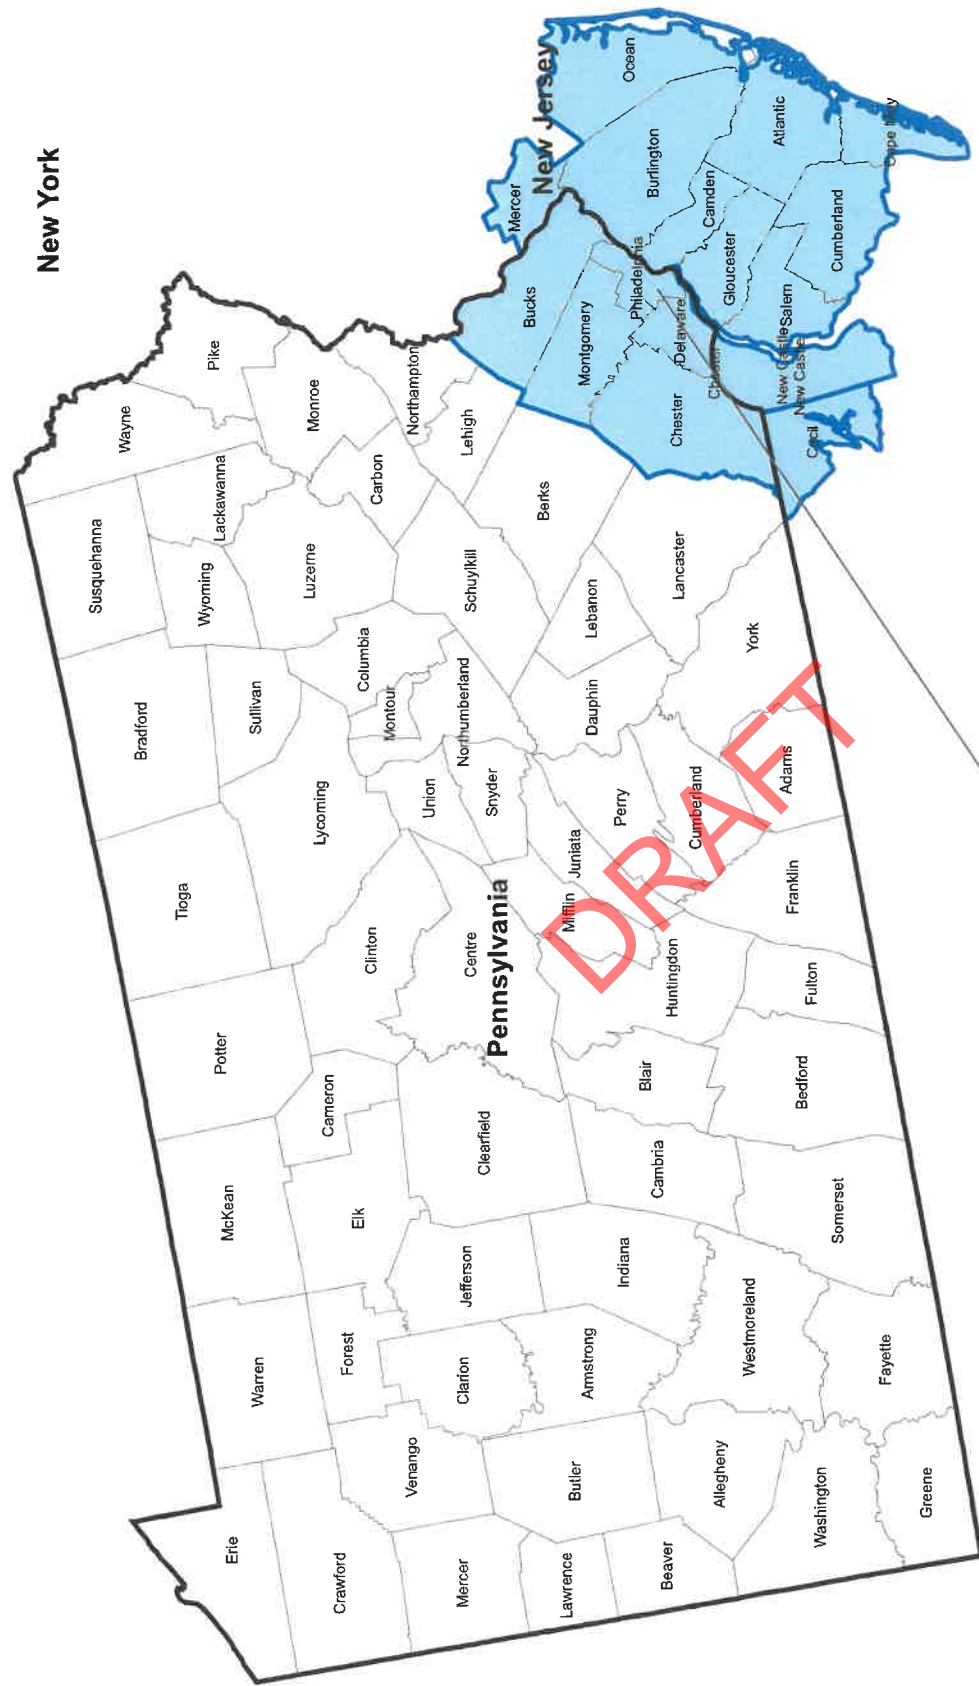 New York
New Jersey
Pennsylvania
Erie
Crawford
Mercer
Lawrence
Beaver
Washington
Greene
Warren
Forest
Venango
Clarion
Butler
Armstrong
Allegheny
Westmoreland
Fayette
McKean
Elk
Jefferson
Indiana
Cambria
Somerset
Potter
Cameron
Clearfield
Blair
Bedford
Tioga
Clinton
Centre
Huntingdon
Fulton
Mifflin
Juniata
Franklin
Bradford
Sullivan
Lycoming
Union
Snyder
Perry
Cumberland
Adams
Susquehanna
Wyoming
Lackawanna
Luzerne
Columbia
Montour
Northumberland
Schuylkill
Dauphin
Lebanon
York
Lancaster
Wayne
Pike
Monroe
Carbon
Northampton
Lehigh
Berks
Bucks
Montgomery
Philadelphia
Delaware
Chester
Chester
New Castle
New Castle
Cecil
Mercer
Ocean
Burlington
Camden
Gloucester
Atlantic
Salem
Cumberland
Cape May
DRAFT